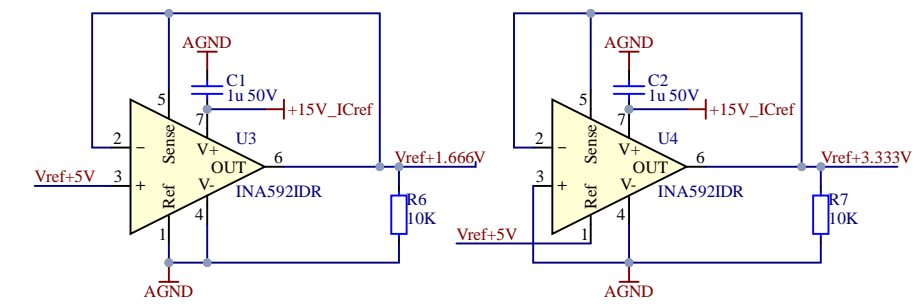 AGND
C1
1u 50V
+15V_ICref
5
7
U3
2
Sense
V+
OUT
6
Vref+1.666V
Vref+5V
3
Ref
V-
INA592IDR
4
1
R6
10K
AGND
AGND
C2
1u 50V
+15V_ICref
5
7
U4
2
Sense
V+
OUT
6
Vref+3.333V
3
Ref
V-
INA592IDR
4
1
Vref+5V
R7
10K
AGND